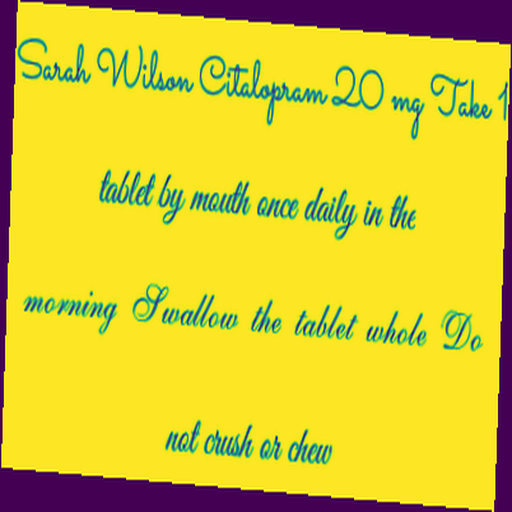 Sarah Wilson Citalopram 20 mg Take 1
tablet by mouth once daily in the
morning Swallow the tablet whole Do
not crush or chew